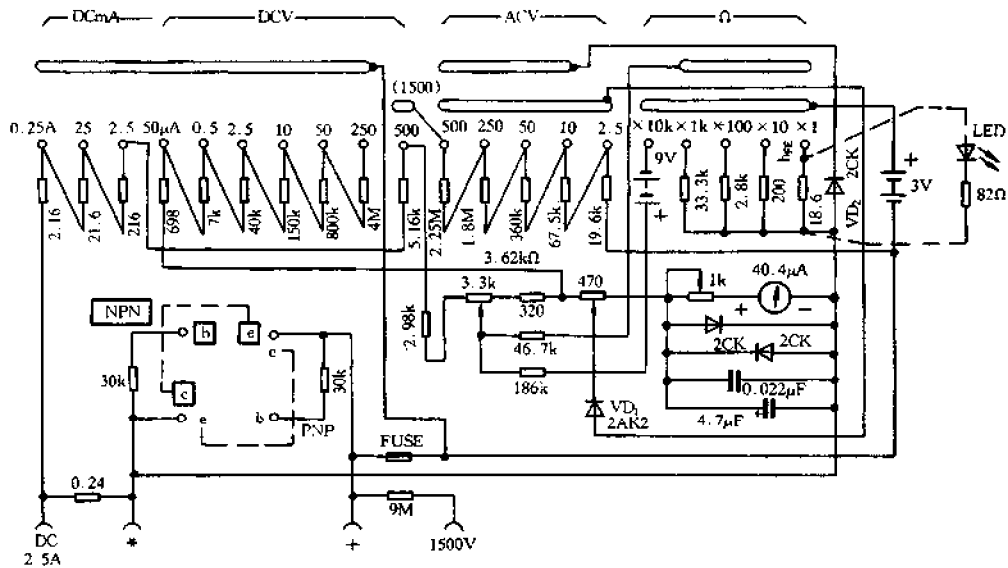 DCmA DCV ACV Ω
(1500)
0.25A 25 2.5 50μA 0.5 2.5 10 50 250 500 500 250 50 10 2.5 ×10k ×1k ×100 ×10 ×1
9V
hFE
2CK
VD2
LED
3V
82Ω
2.16 21.6 216 698 7k 40k 150k 800k 4M 5.16k 2.25M 1.8M 360k 67.5k 19.6k 33.3k 2.8k 200 18.6
3.62kΩ
3.3k 470 1k 40.4μA
320
2.98k
46.7k
186k
2CK 2CK
0.022μF
4.7μF
VD1
2AK2
NPN
b e
c
30k 30k
c
e b
PNP
FUSE
0.24
9M
DC
2 5A
* + 1500V